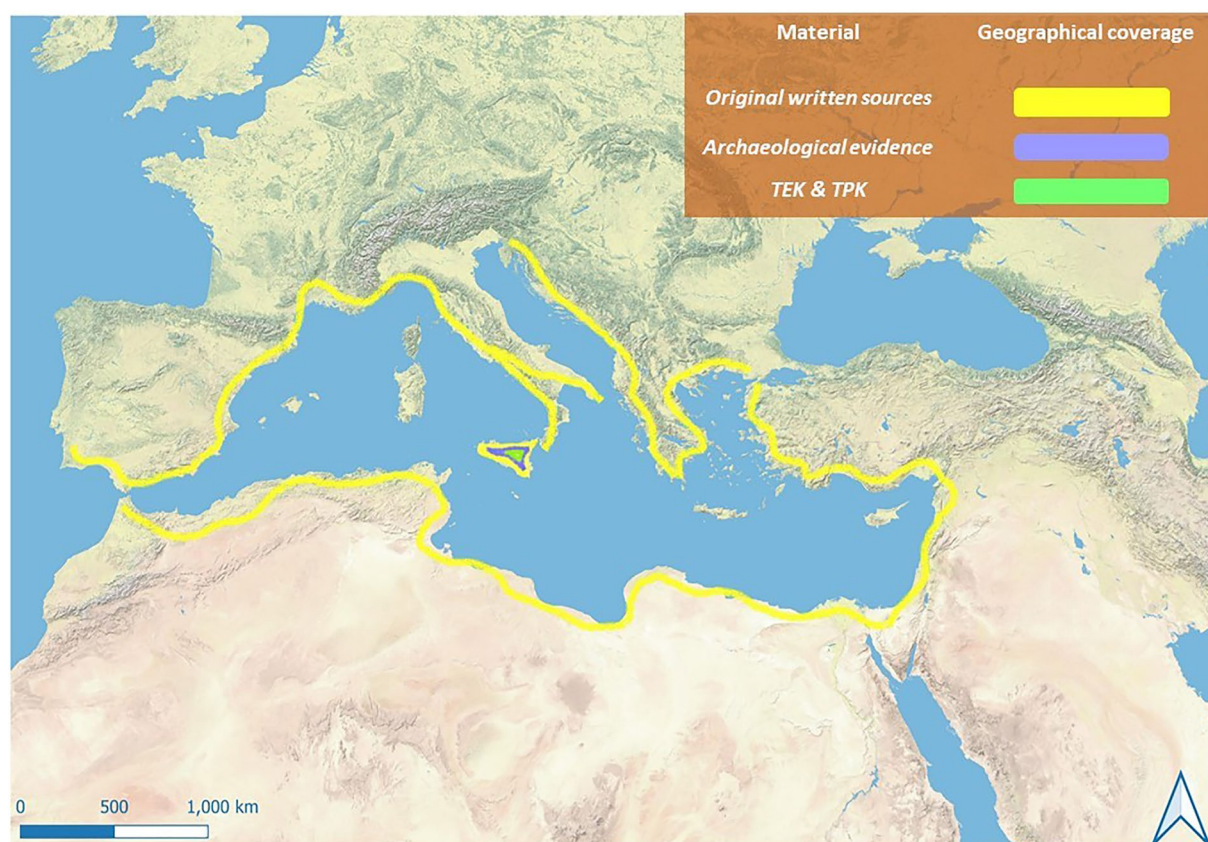 Material Geographical coverage
Original written sources
Archaeological evidence
TEK & TPK
0 500 1,000 km